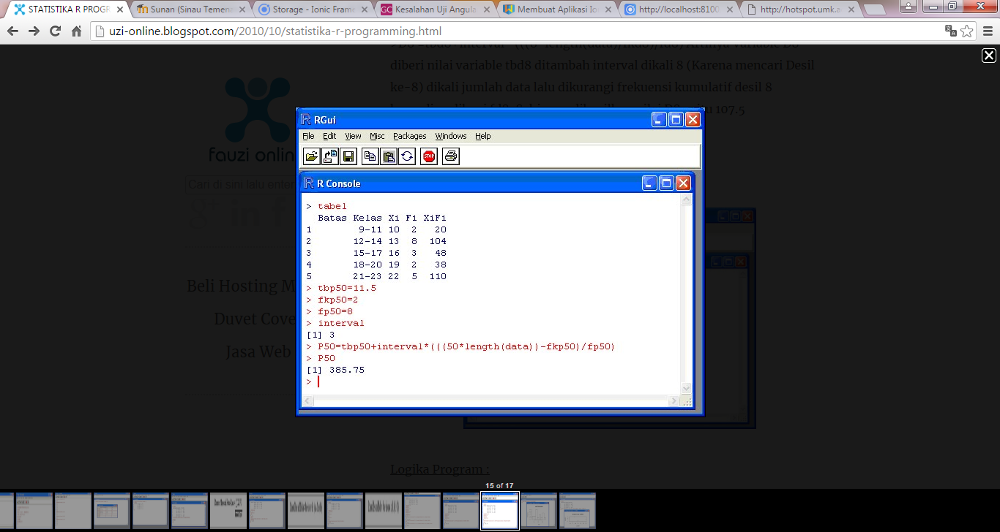 STATISTIKA R PROGR
Sunan (Sinau Temena
Storage - Ionic Frame
GC Kesalahan Uji Angula
Membuat Aplikasi Io
http://localhost:8100
http://hotspot.umk.a
uzi-online.blogspot.com/2010/10/statistika-r-programming.html
diberi nilai variable tbd8 ditambah interval dikali 8 (Karena mencari Desil
ke-8) dikali jumlah data lalu dikurangi frekuensi kumulatif desil 8
107.5
fauzi onlin
Cari di sini lalu enter
Beli Hosting M
Duvet Cove
Jasa Web
RGui
File Edit View Misc Packages Windows Help
STOP
R Console
> tabel
Batas Kelas Xi Fi XiFi
1 9-11 10 2 20
2 12-14 13 8 104
3 15-17 16 3 48
4 18-20 19 2 38
5 21-23 22 5 110
> tbp50=11.5
> fkp50=2
> fp50=8
> interval
[1] 3
> P50=tbp50+interval*(((50*length(data))-fkp50)/fp50)
> P50
[1] 385.75
>
Logika Program :
15 of 17